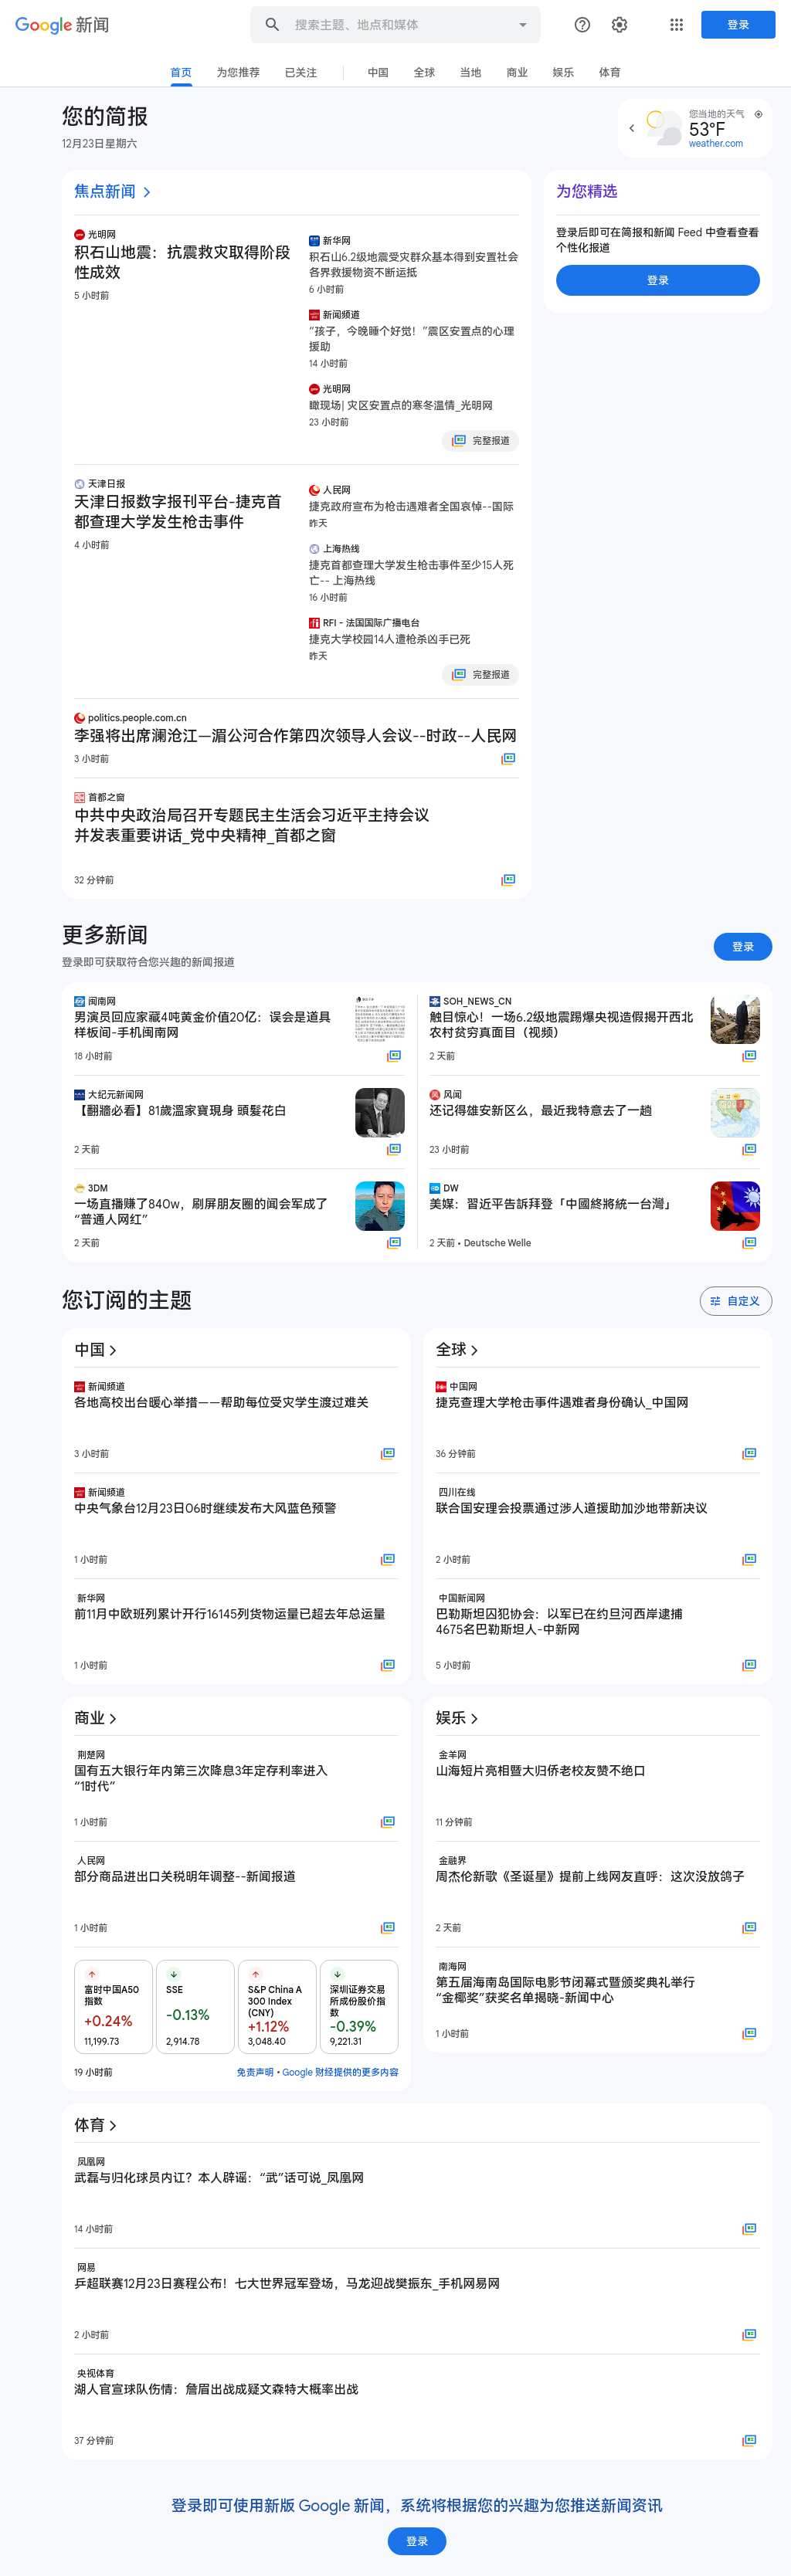 Google 新闻
搜索主题、地点和媒体
登录
首页
为您推荐
已关注
中国
全球
当地
商业
娱乐
体育
您的简报
12月23日星期六
您当地的天气
53°F
weather.com
焦点新闻
光明网
积石山地震：抗震救灾取得阶段
性成效
5 小时前
新华网
积石山6.2级地震受灾群众基本得到安置社会
各界救援物资不断运抵
6 小时前
新闻频道
“孩子，今晚睡个好觉！”震区安置点的心理
援助
14 小时前
光明网
瞰现场| 灾区安置点的寒冬温情_光明网
23 小时前
完整报道
天津日报
天津日报数字报刊平台-捷克首
都查理大学发生枪击事件
4 小时前
人民网
捷克政府宣布为枪击遇难者全国哀悼--国际
昨天
上海热线
捷克首都查理大学发生枪击事件至少15人死
亡-- 上海热线
16 小时前
RFI - 法国国际广播电台
捷克大学校园14人遭枪杀凶手已死
昨天
完整报道
politics.people.com.cn
李强将出席澜沧江—湄公河合作第四次领导人会议--时政--人民网
3 小时前
首都之窗
中共中央政治局召开专题民主生活会习近平主持会议
并发表重要讲话_党中央精神_首都之窗
32 分钟前
为您精选
登录后即可在简报和新闻 Feed 中查看查看
个性化报道
登录
更多新闻
登录即可获取符合您兴趣的新闻报道
登录
闽南网
男演员回应家藏4吨黄金价值20亿：误会是道具
样板间-手机闽南网
18 小时前
SOH_NEWS_CN
触目惊心！一场6.2级地震踢爆央视造假揭开西北
农村贫穷真面目（视频）
2 天前
大纪元新闻网
【翻牆必看】81歲溫家寶現身 頭髮花白
2 天前
风闻
还记得雄安新区么，最近我特意去了一趟
23 小时前
3DM
一场直播赚了840w，刷屏朋友圈的闻会军成了
“普通人网红”
2 天前
DW
美媒：習近平告訴拜登「中國終將統一台灣」
2 天前 • Deutsche Welle
您订阅的主题
自定义
中国
新闻频道
各地高校出台暖心举措——帮助每位受灾学生渡过难关
3 小时前
新闻频道
中央气象台12月23日06时继续发布大风蓝色预警
1 小时前
新华网
前11月中欧班列累计开行16145列货物运量已超去年总运量
1 小时前
全球
中国网
捷克查理大学枪击事件遇难者身份确认_中国网
36 分钟前
四川在线
联合国安理会投票通过涉人道援助加沙地带新决议
2 小时前
中国新闻网
巴勒斯坦囚犯协会：以军已在约旦河西岸逮捕
4675名巴勒斯坦人-中新网
5 小时前
商业
荆楚网
国有五大银行年内第三次降息3年定存利率进入
“1时代”
1 小时前
人民网
部分商品进出口关税明年调整--新闻报道
1 小时前
富时中国A50
指数
+0.24%
11,199.73
SSE
-0.13%
2,914.78
S&P China A
300 Index
(CNY)
+1.12%
3,048.40
深圳证券交易
所成份股价指
数
-0.39%
9,221.31
19 小时前
免责声明 • Google 财经提供的更多内容
娱乐
金羊网
山海短片亮相暨大归侨老校友赞不绝口
11 分钟前
金融界
周杰伦新歌《圣诞星》提前上线网友直呼：这次没放鸽子
2 天前
南海网
第五届海南岛国际电影节闭幕式暨颁奖典礼举行
“金椰奖”获奖名单揭晓-新闻中心
1 小时前
体育
凤凰网
武磊与归化球员内讧？本人辟谣：“武”话可说_凤凰网
14 小时前
网易
乒超联赛12月23日赛程公布！七大世界冠军登场，马龙迎战樊振东_手机网易网
2 小时前
央视体育
湖人官宣球队伤情：詹眉出战成疑文森特大概率出战
37 分钟前
登录即可使用新版 Google 新闻，系统将根据您的兴趣为您推送新闻资讯
登录